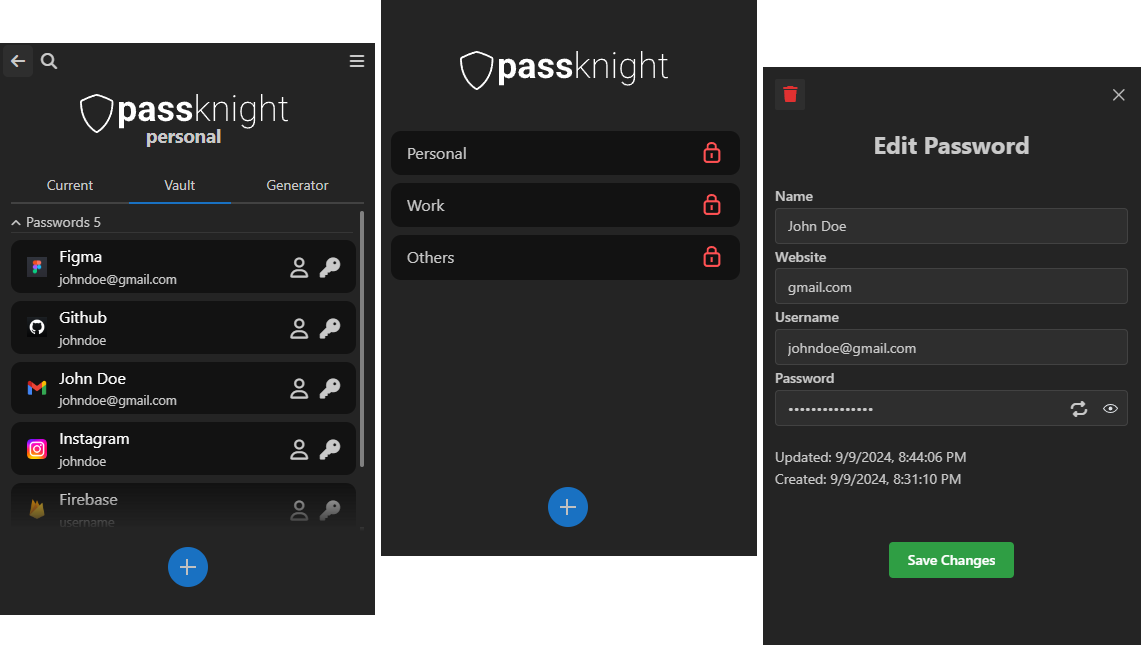 passknight
personal
Current Vault Generator
Passwords 5
Figma
johndoe@gmail.com
Github
johndoe
John Doe
johndoe@gmail.com
Instagram
johndoe
Firebase
username
passknight
Personal
Work
Others
Edit Password
Name
John Doe
Website
gmail.com
Username
johndoe@gmail.com
Password
•••••••••••••••
Updated: 9/9/2024, 8:44:06 PM
Created: 9/9/2024, 8:31:10 PM
Save Changes